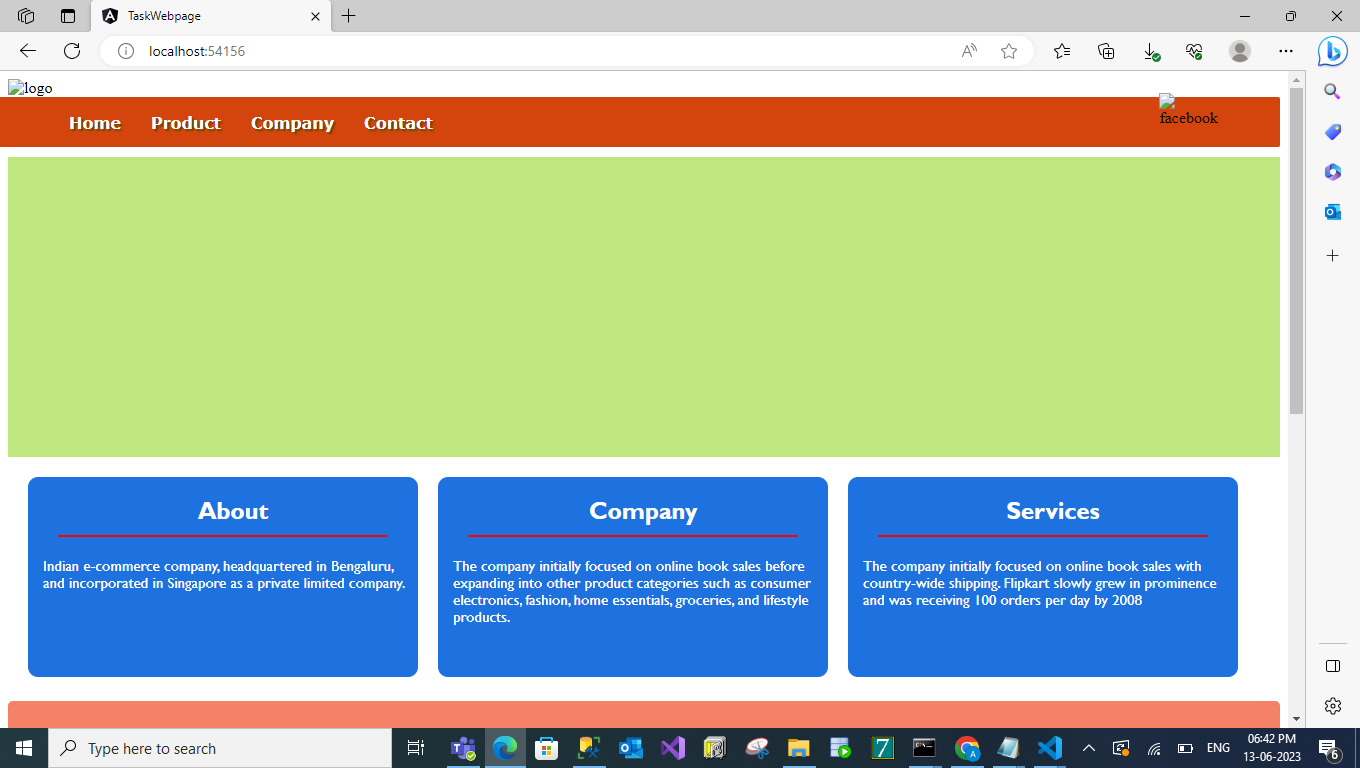 TaskWebpage
localhost:54156
logo
Home Product Company Contact
facebook
About
Indian e-commerce company, headquartered in Bengaluru,
and incorporated in Singapore as a private limited company.
Company
The company initially focused on online book sales before
expanding into other product categories such as consumer
electronics, fashion, home essentials, groceries, and lifestyle
products.
Services
The company initially focused on online book sales with
country-wide shipping. Flipkart slowly grew in prominence
and was receiving 100 orders per day by 2008
Type here to search
ENG
06:42 PM
13-06-2023
6